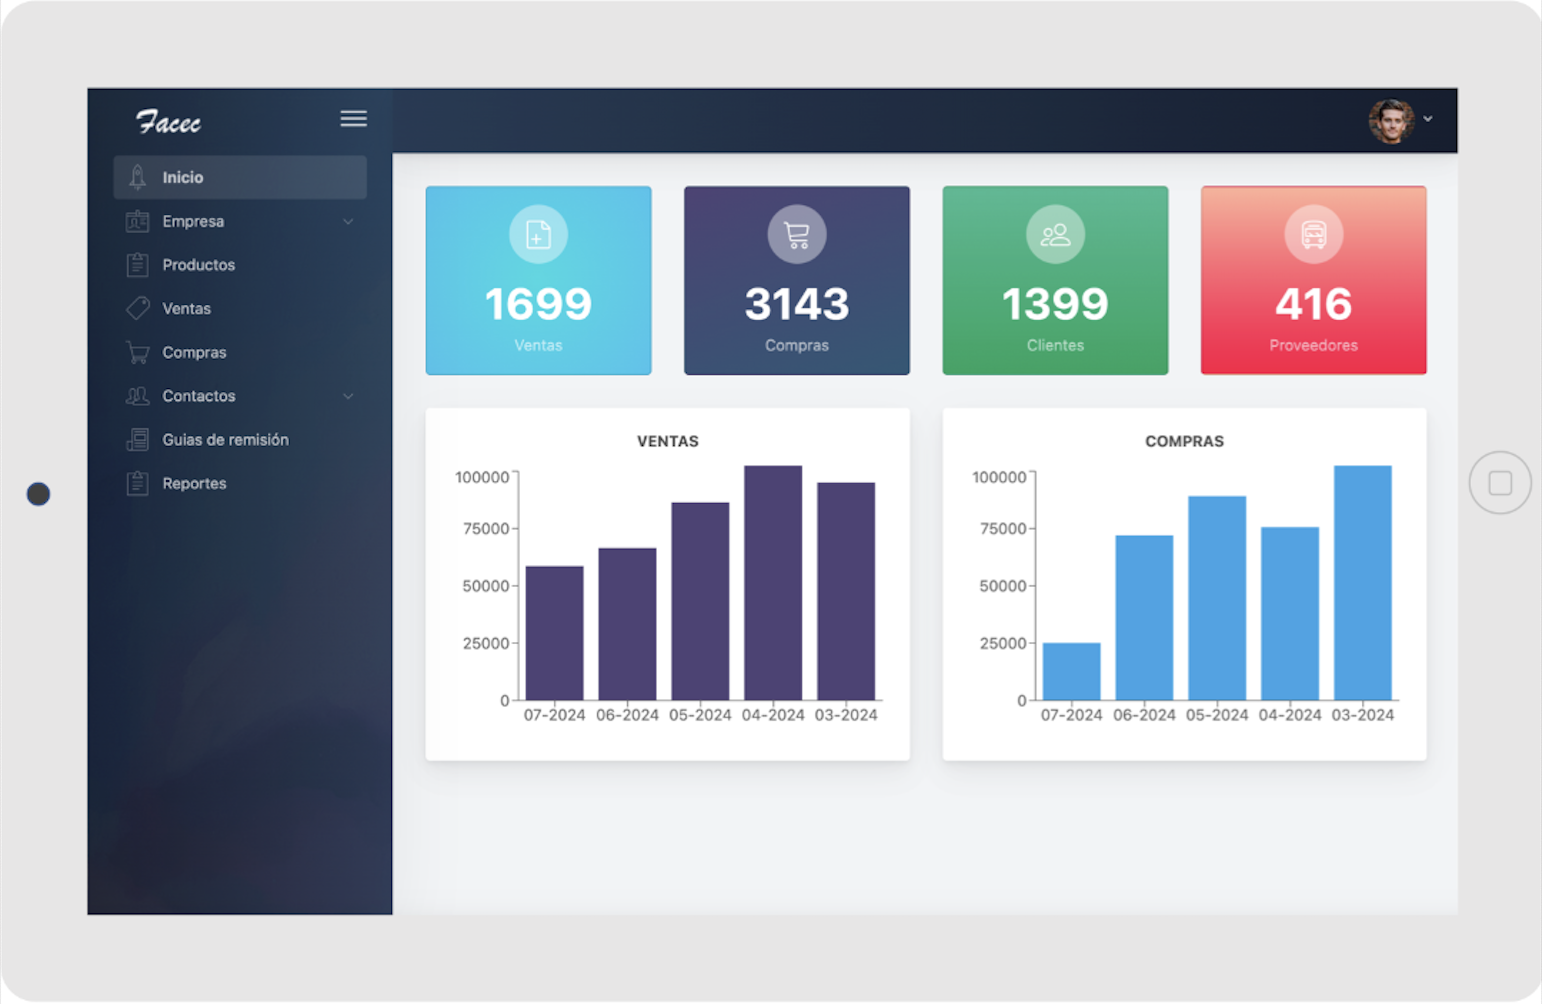 Facec
Inicio
Empresa
Productos
Ventas
Compras
Contactos
Guias de remisión
Reportes
1699
Ventas
3143
Compras
1399
Clientes
416
Proveedores
VENTAS
100000
75000
50000
25000
0
07-2024 06-2024 05-2024 04-2024 03-2024
COMPRAS
100000
75000
50000
25000
0
07-2024 06-2024 05-2024 04-2024 03-2024